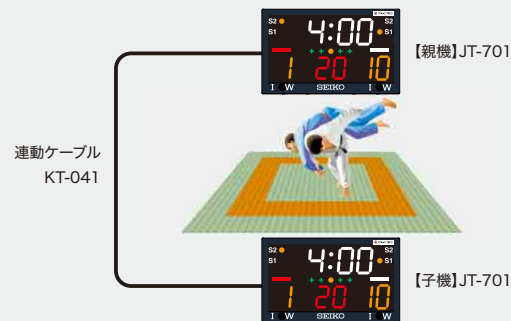 S2 4:00 S2
S1 S1
1 20 10
I W SEIKO I W
【親機】JT-701
連動ケーブル
KT-041
S2 4:00 S2
S1 S1
1 20 10
I W SEIKO I W
【子機】JT-701